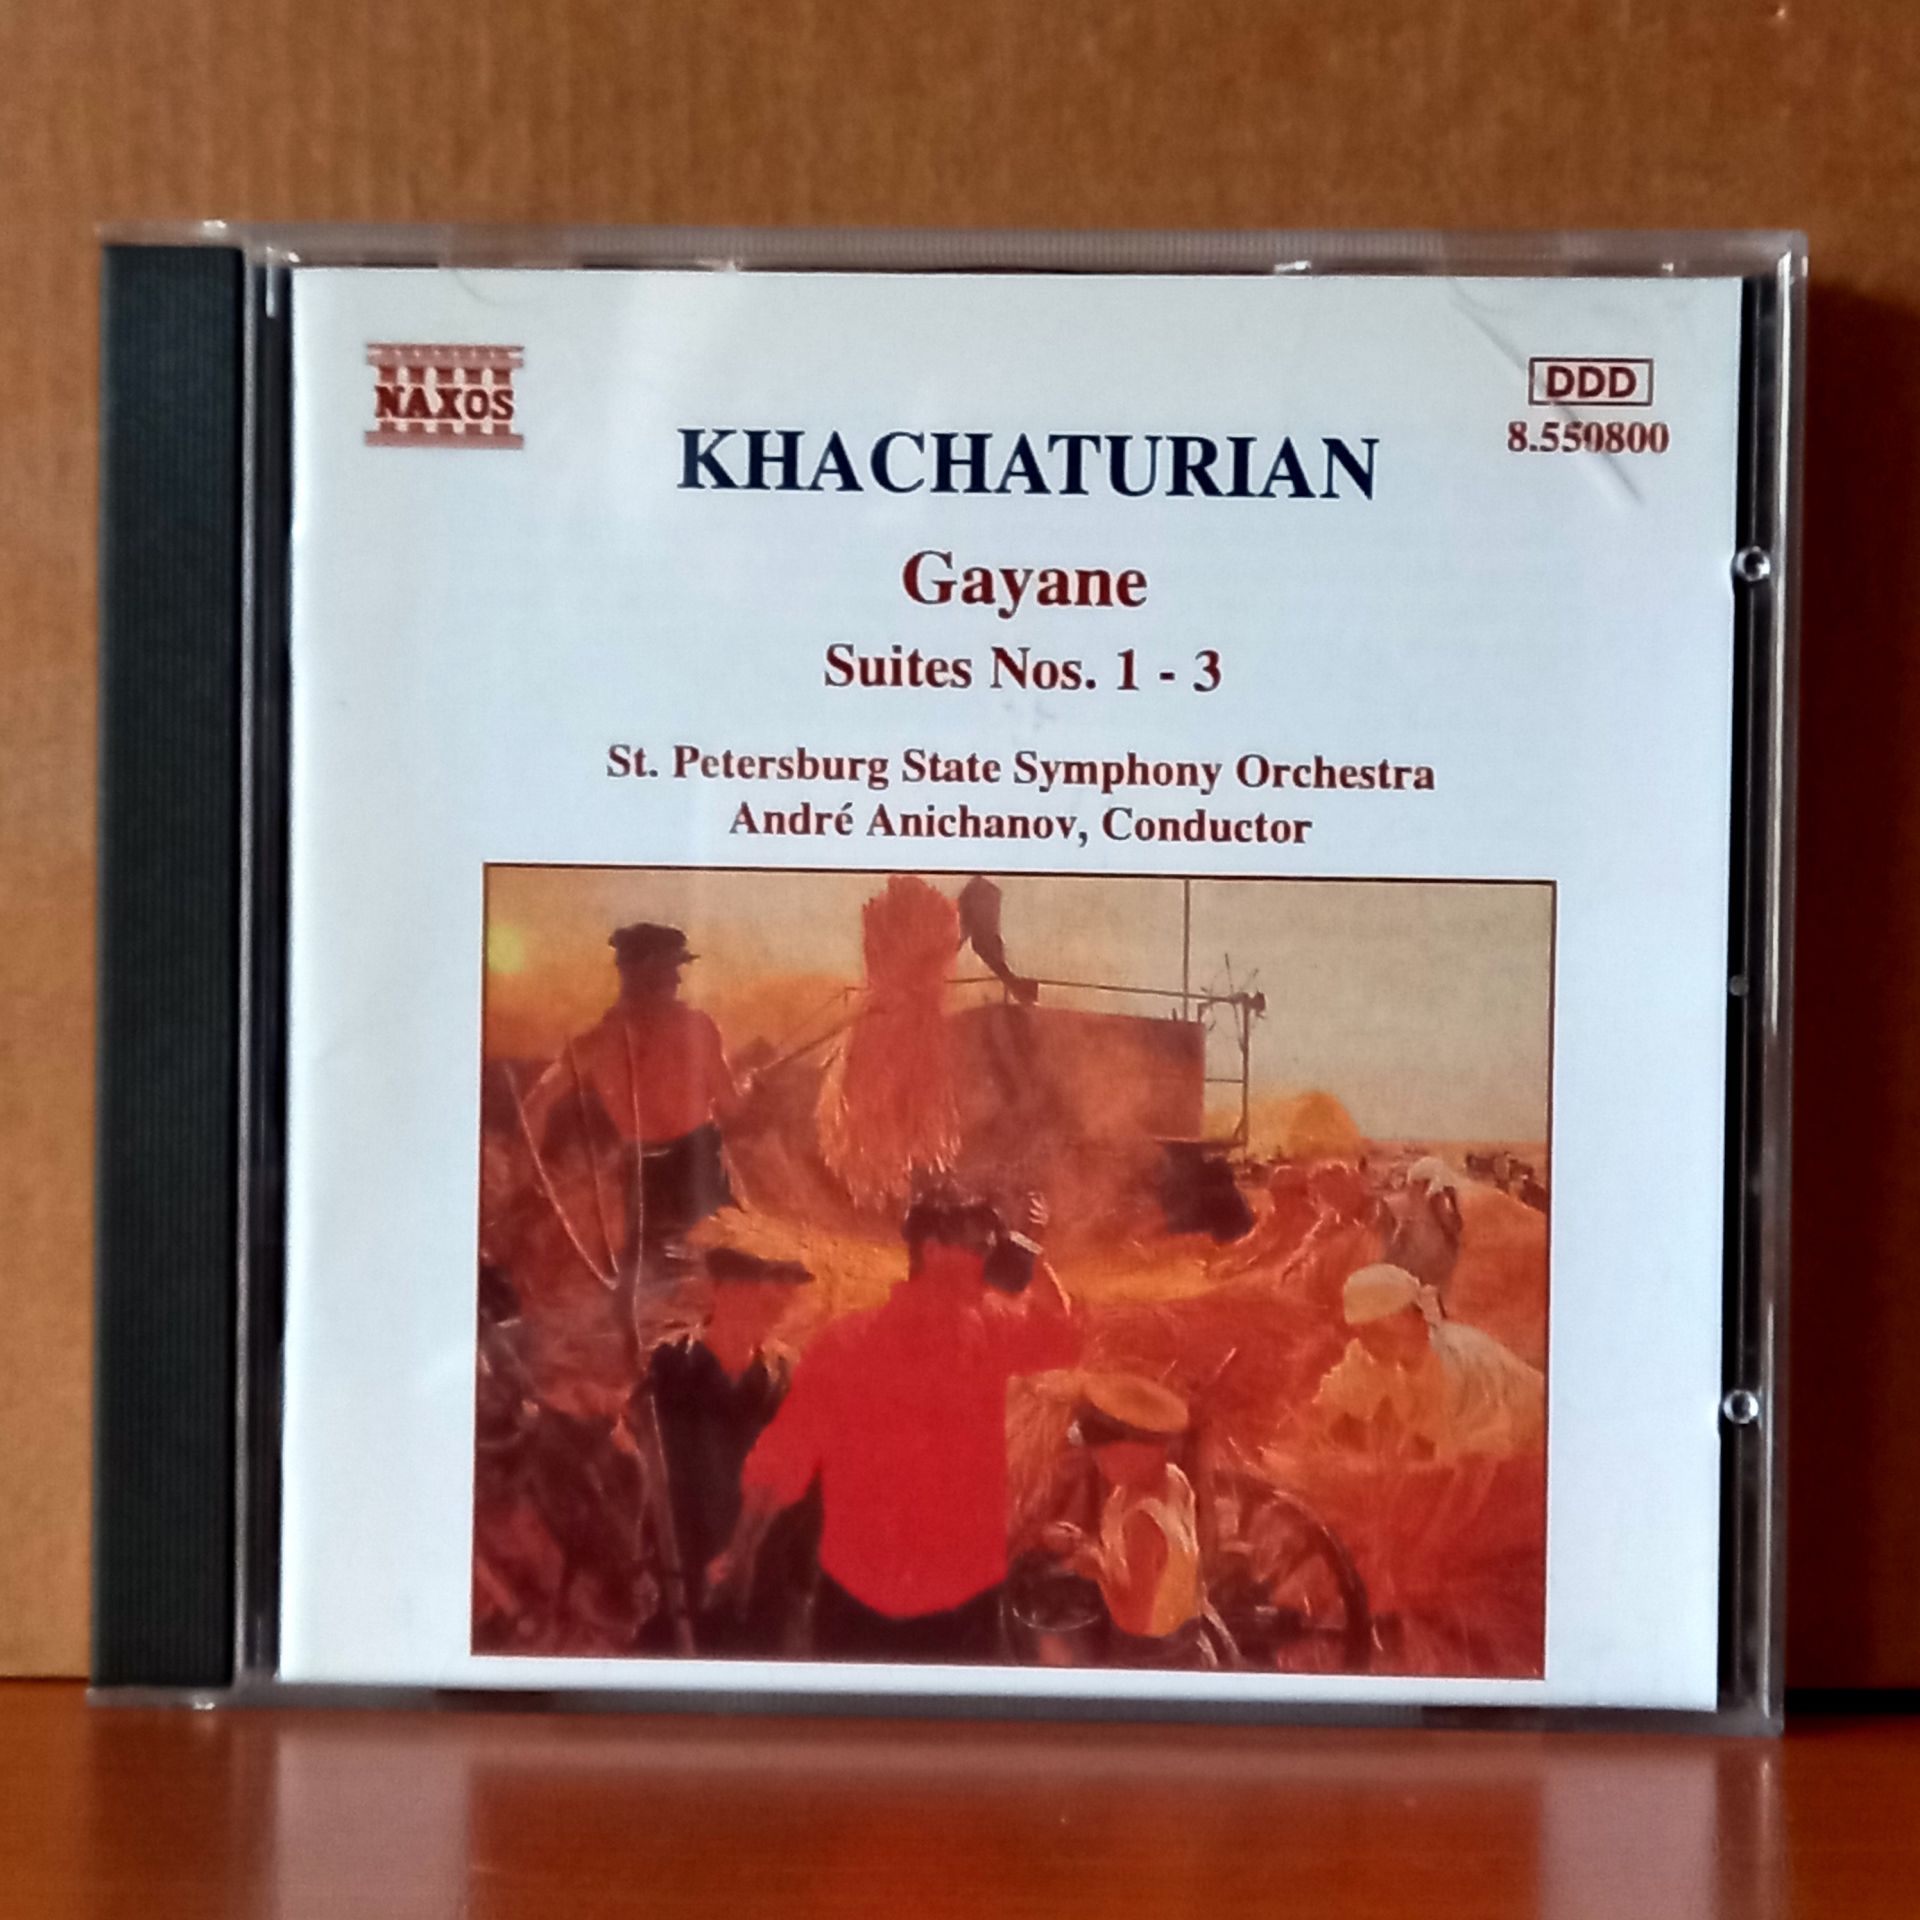 NAXOS
DDD
8.550800
KHACHATURIAN
Gayane
Suites Nos. 1 - 3
St. Petersburg State Symphony Orchestra
André Anichanov, Conductor